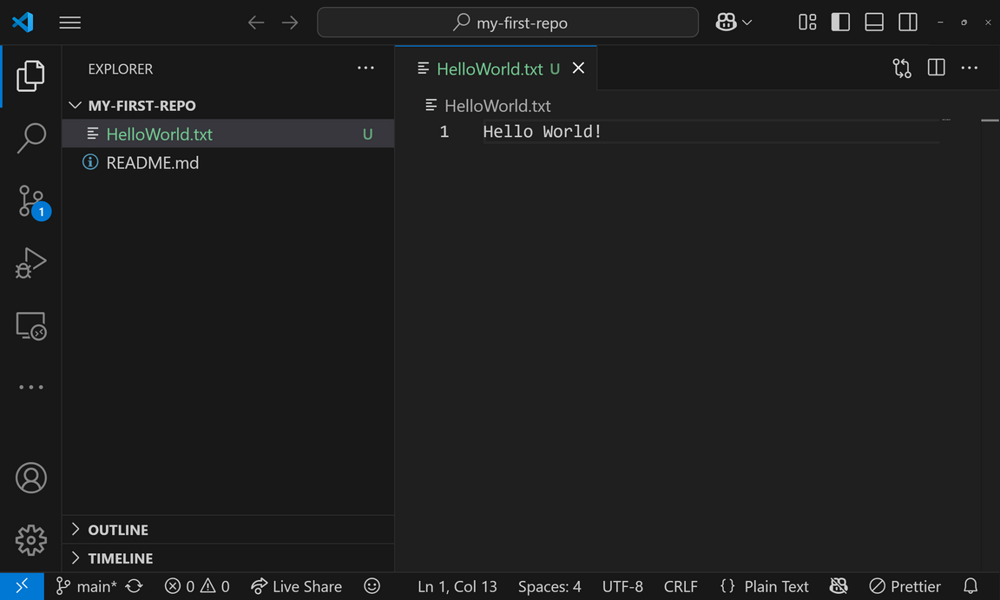 my-first-repo
EXPLORER
MY-FIRST-REPO
HelloWorld.txt U
README.md
OUTLINE
TIMELINE
HelloWorld.txt U
HelloWorld.txt
1 Hello World!
1
main* 0 0 Live Share Ln 1, Col 13 Spaces: 4 UTF-8 CRLF {} Plain Text Prettier